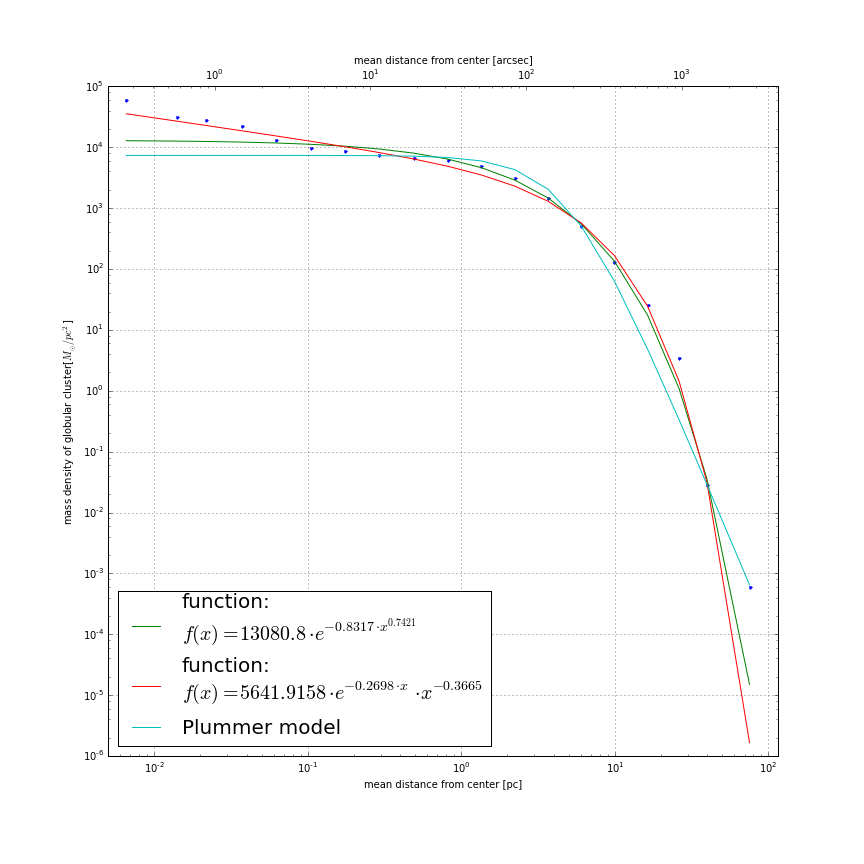 mean distance from center [arcsec]
10^0 10^1 10^2 10^3
10^5
10^4
10^3
10^2
10^1
10^0
10^-1
10^-2
10^-3
10^-4
10^-5
10^-6
mass density of globular cluster[M_⊙/pc^2]
function:
f(x)=13080.8·e^{-0.8317·x^{0.7421}}
function:
f(x)=5641.9158·e^{-0.2698·x}·x^{-0.3665}
Plummer model
10^-2 10^-1 10^0 10^1 10^2
mean distance from center [pc]